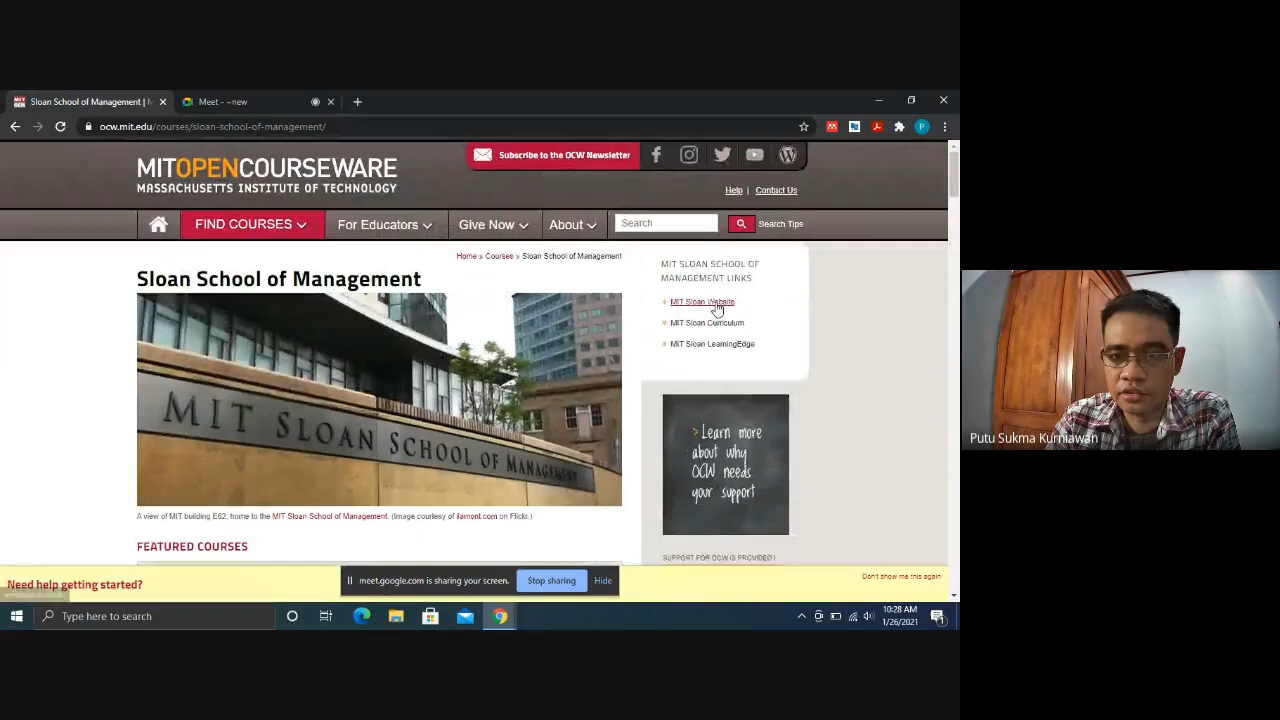 Sloan School of Management | M
Meet - ~new
ocw.mit.edu/courses/sloan-school-of-management/
P
MITOPENCOURSEWARE
MASSACHUSETTS INSTITUTE OF TECHNOLOGY
Subscribe to the OCW Newsletter
Help | Contact Us
FIND COURSES
For Educators
Give Now
About
Search
Search Tips
Home » Courses » Sloan School of Management
Sloan School of Management
MIT SLOAN SCHOOL OF MANAGEMENT
A view of MIT building E62, home to the MIT Sloan School of Management. (Image courtesy of ilamont.com on Flickr.)
FEATURED COURSES
MIT SLOAN SCHOOL OF
MANAGEMENT LINKS
MIT Sloan Website
MIT Sloan Curriculum
MIT Sloan LearningEdge
> Learn more
about why
OCW needs
your support
SUPPORT FOR OCW IS PROVIDED
Need help getting started?
Don't show me this again
meet.google.com is sharing your screen.
Stop sharing
Hide
Type here to search
10:28 AM
1/26/2021
Putu Sukma Kurniawan